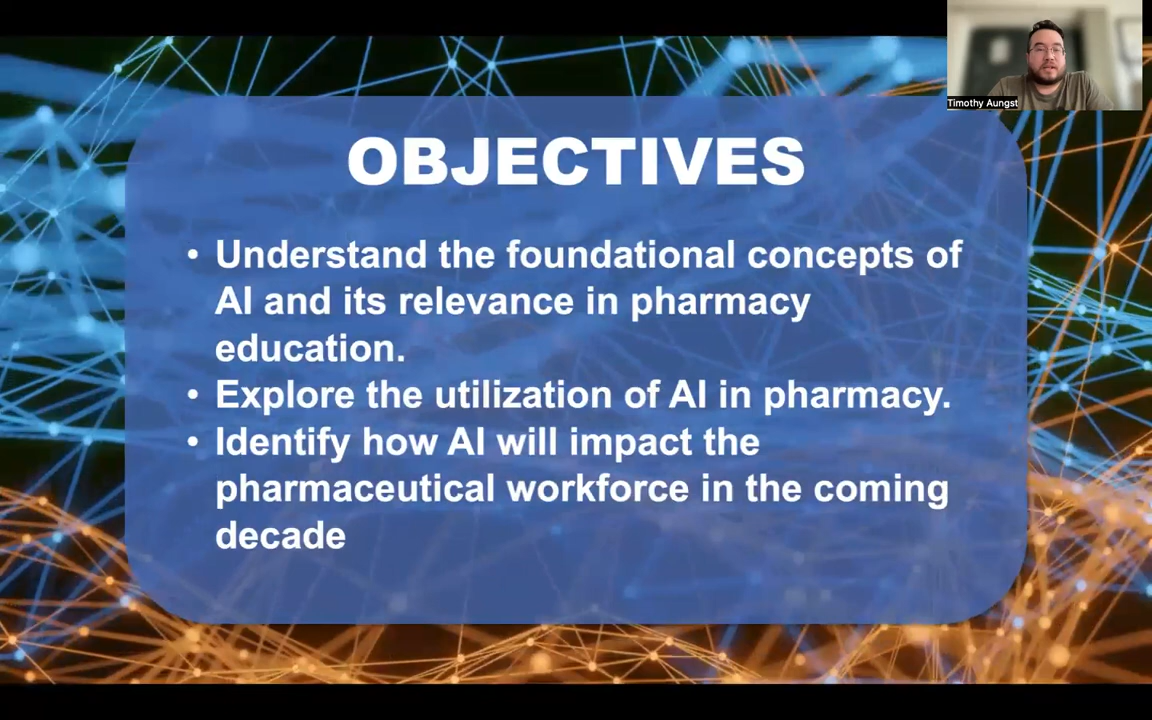 Timothy Aungst
OBJECTIVES
• Understand the foundational concepts of
AI and its relevance in pharmacy
education.
• Explore the utilization of AI in pharmacy.
• Identify how AI will impact the
pharmaceutical workforce in the coming
decade